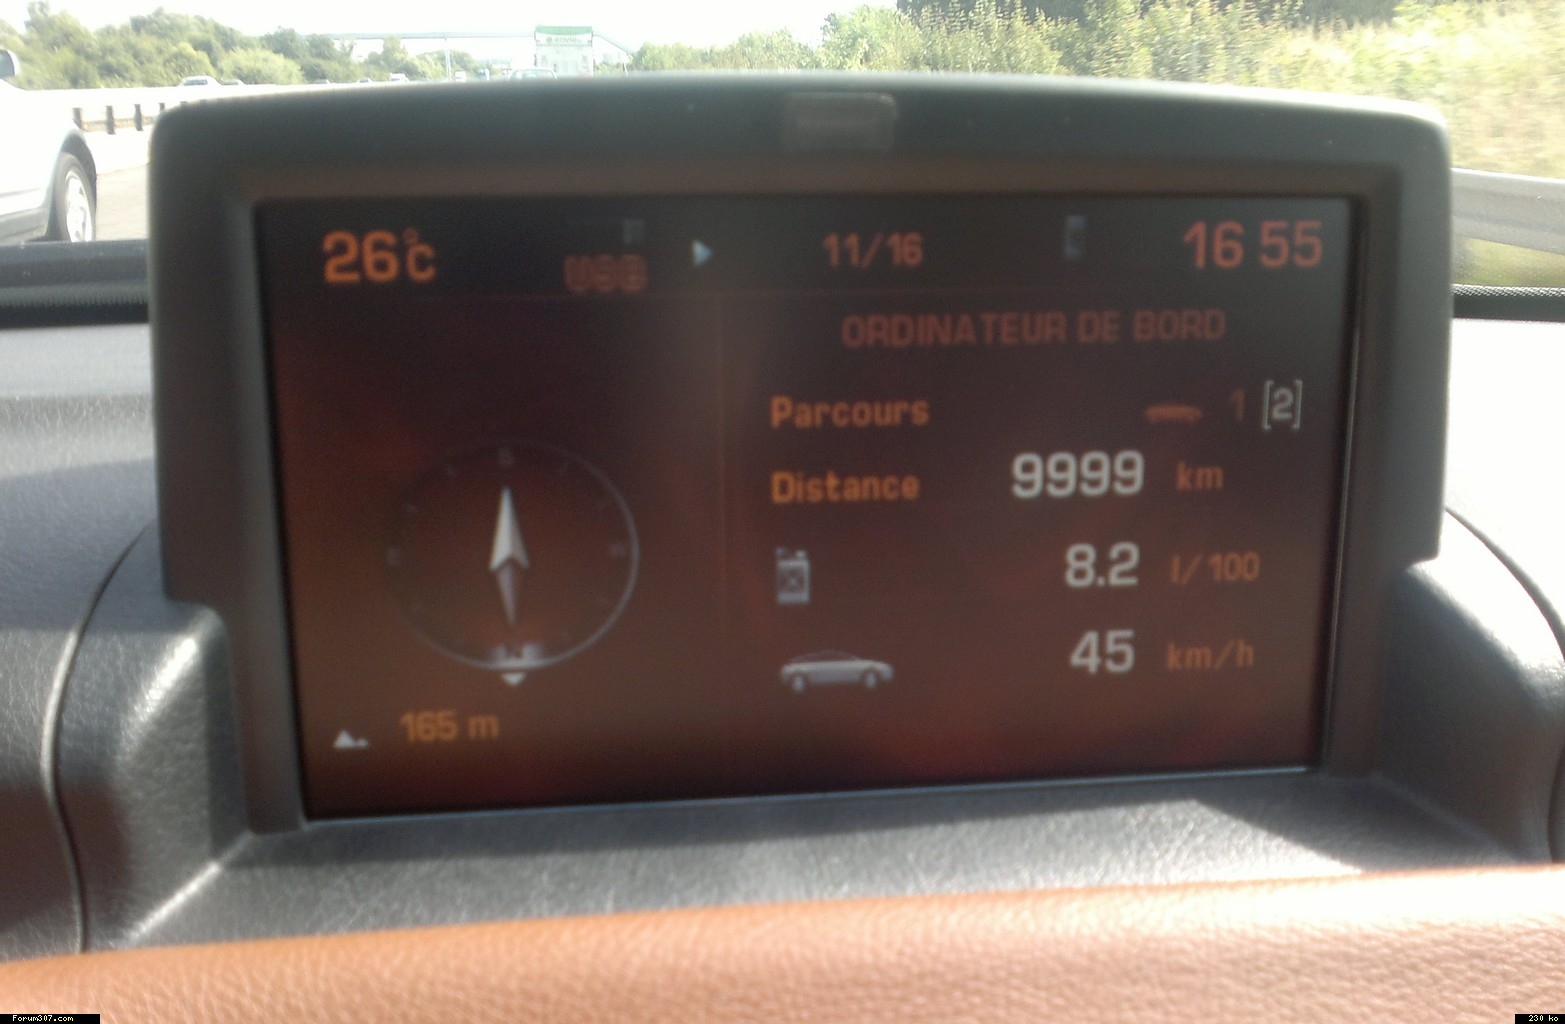 26°C USB 11/16 16 55
ORDINATEUR DE BORD
Parcours 1 [2]
Distance 9999 km
8.2 l/100
45 km/h
S
N
165 m
Forum307.com
230 ko